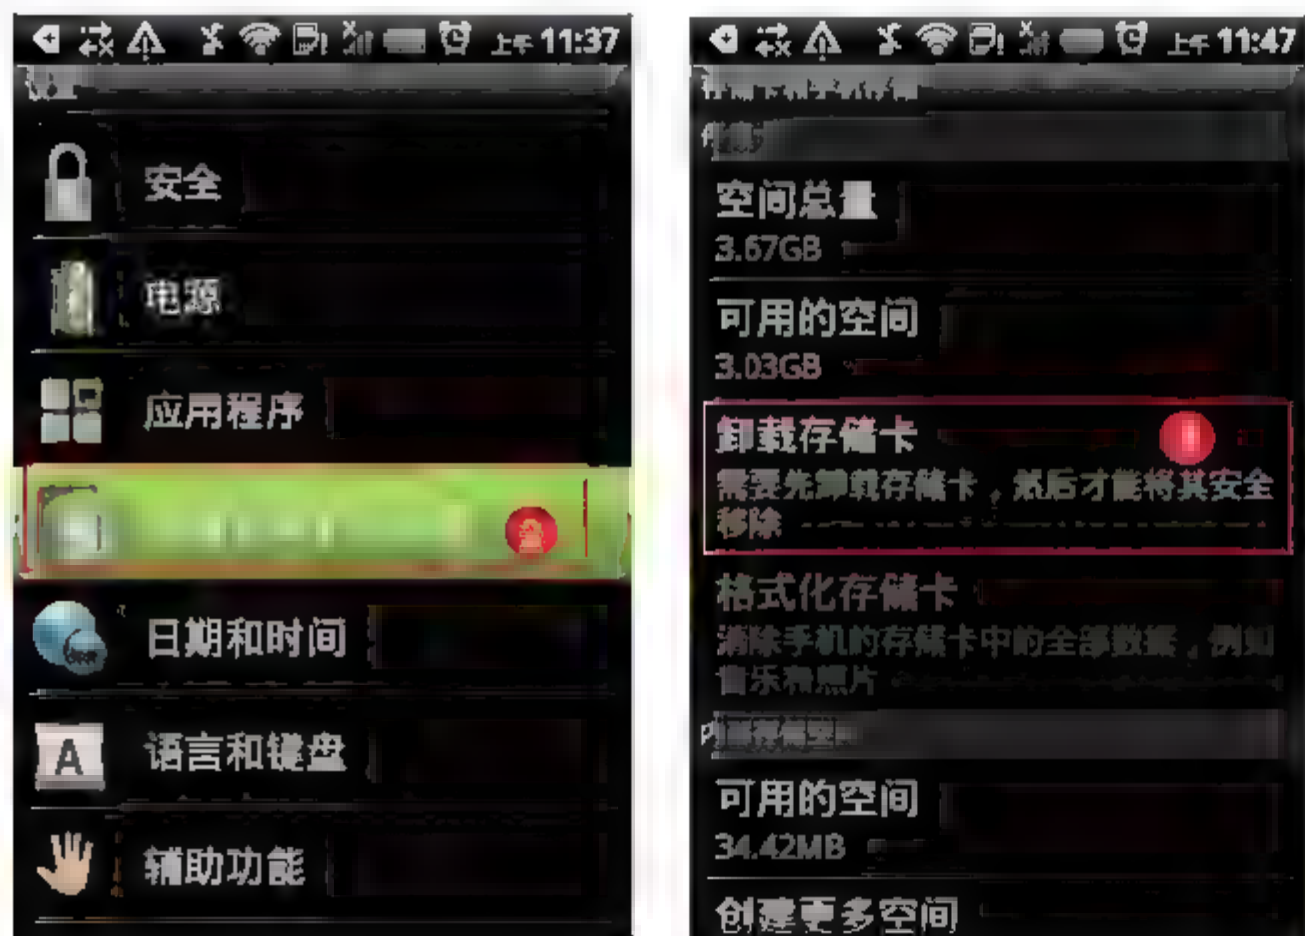 上午 11:37
安全
电源
应用程序
日期和时间
语言和键盘
A
辅助功能
上午 11:47
空间总量
3.67GB
可用的空间
3.03GB
卸载存储卡
需要先卸载存储卡，然后才能将其安全
移除
格式化存储卡
清除手机的存储卡中的全部数据，例如
音乐和照片
可用的空间
34.42MB
创建更多空间